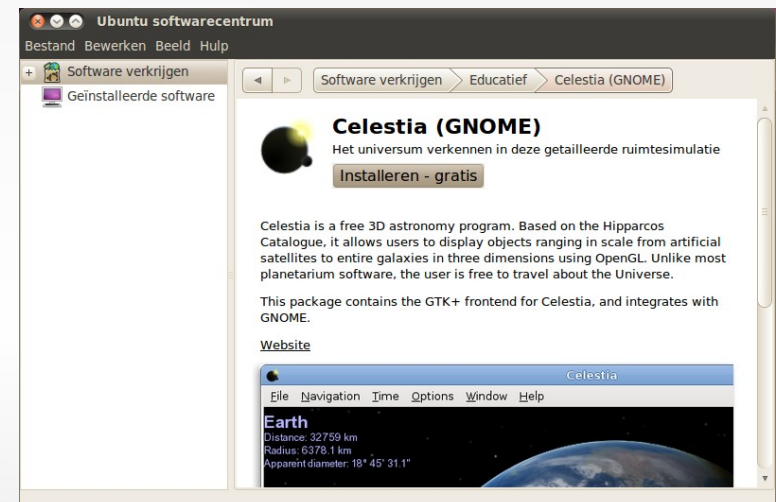 Ubuntu softwarecentrum
Bestand Bewerken Beeld Hulp
Software verkrijgen
Geïnstalleerde software
Software verkrijgen Educatief Celestia (GNOME)
Celestia (GNOME)
Het universum verkennen in deze getailleerde ruimtesimulatie
Installeren - gratis
Celestia is a free 3D astronomy program. Based on the Hipparcos
Catalogue, it allows users to display objects ranging in scale from artificial
satellites to entire galaxies in three dimensions using OpenGL. Unlike most
planetarium software, the user is free to travel about the Universe.
This package contains the GTK+ frontend for Celestia, and integrates with
GNOME.
Website
Celestia
File Navigation Time Options Window Help
Earth
Distance: 32759 km
Radius: 6378.1 km
Apparent diameter: 18° 45' 31.1"